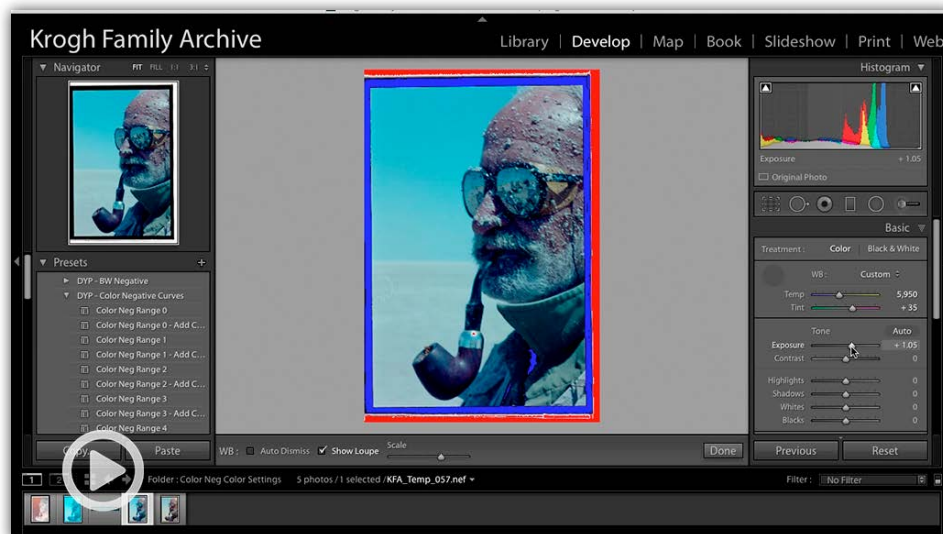 Krogh Family Archive
Library | Develop | Map | Book | Slideshow | Print | Web
Navigator FIT FILL 1:1 3:1
Histogram
Exposure + 1.05
Original Photo
Presets +
DYP - BW Negative
DYP - Color Negative Curves
Color Neg Range 0
Color Neg Range 0 - Add C...
Color Neg Range 1
Color Neg Range 1 - Add C...
Color Neg Range 2
Color Neg Range 2 - Add C...
Color Neg Range 3
Color Neg Range 3 - Add C...
Color Neg Range 4
Basic
Treatment : Color | Black & White
WB : Custom
Temp 5,950
Tint + 35
Tone Auto
Exposure + 1.05
Contrast 0
Highlights 0
Shadows 0
Whites 0
Blacks 0
Copy... Paste
WB : Auto Dismiss Show Loupe Scale
Done
Previous Reset
1 2 Folder : Color Neg Color Settings 5 photos / 1 selected / KFA_Temp_057.nef
Filter : No Filter